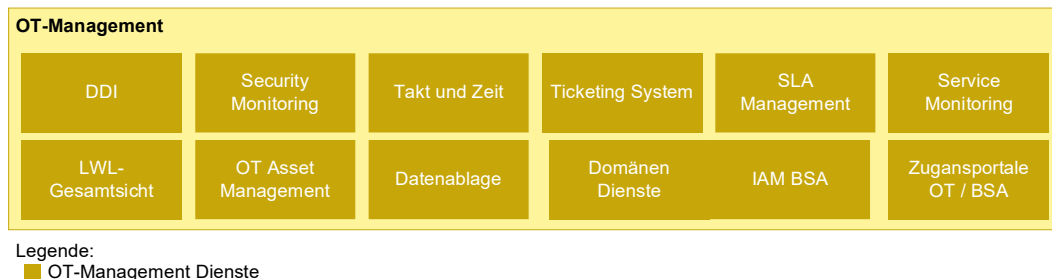 OT-Management
DDI
Security
Monitoring
Takt und Zeit
Ticketing System
SLA
Management
Service
Monitoring
LWL-
Gesamtsicht
OT Asset
Management
Datenablage
Domänen
Dienste
IAM BSA
Zugansportale
OT / BSA
Legende:
OT-Management Dienste